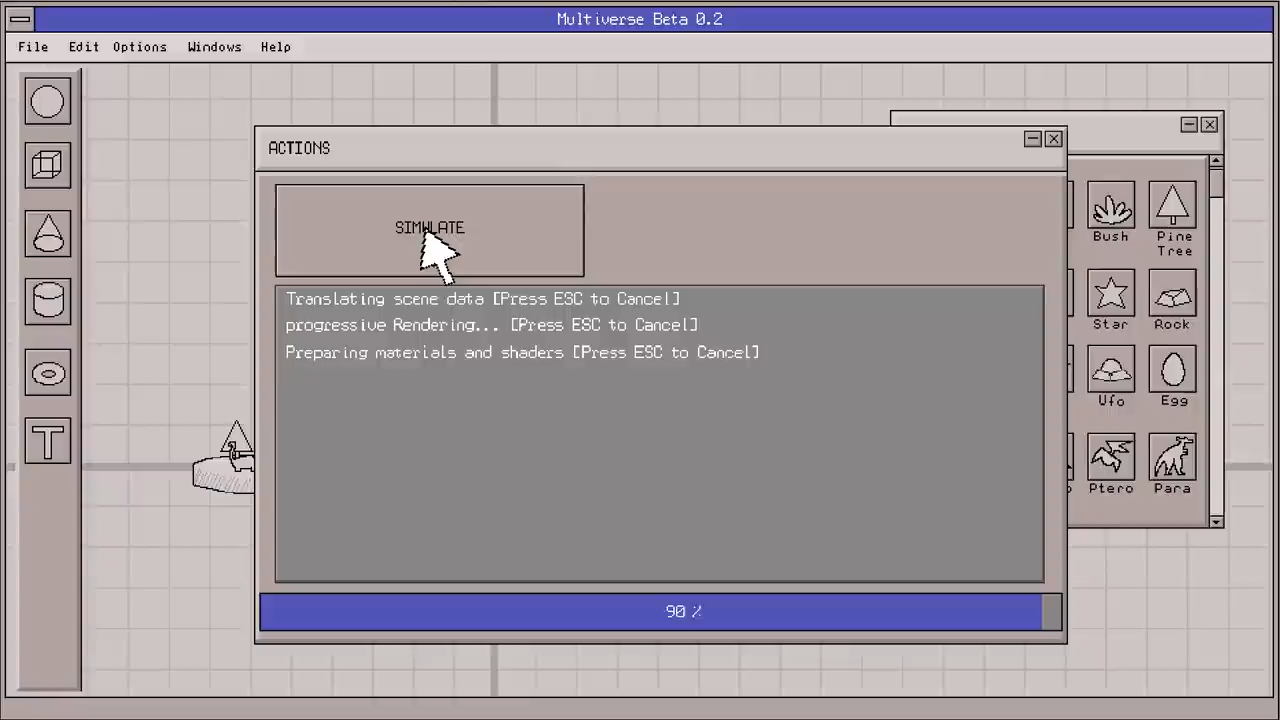 Multiverse Beta 0.2
File Edit Options Windows Help
ACTIONS
SIMULATE
Translating scene data [Press ESC to Cancel]
progressive Rendering... [Press ESC to Cancel]
Preparing materials and shaders [Press ESC to Cancel]
90 %
Bush
Pine
Tree
Star
Rock
Ufo
Egg
Ptero
Para
T